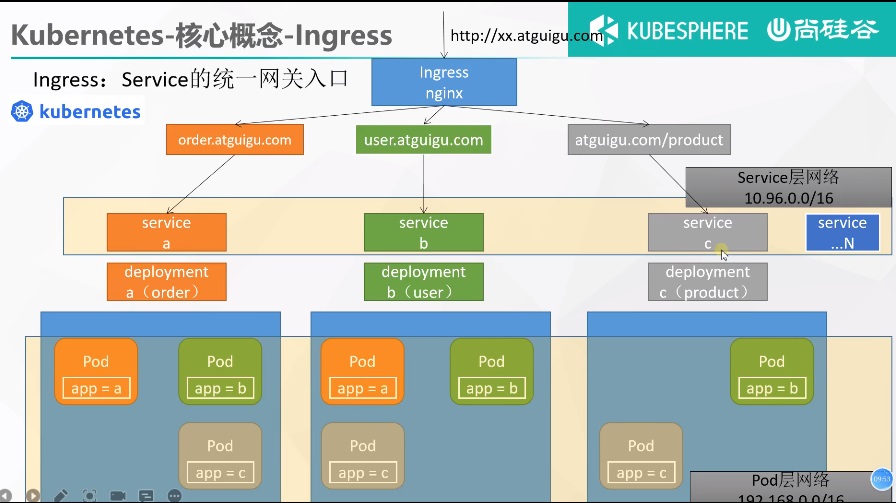 Kubernetes-核心概念-Ingress
http://xx.atguigu.com
KUBESPHERE
尚硅谷
Ingress：Service的统一网关入口
Ingress
nginx
kubernetes
order.atguigu.com
user.atguigu.com
atguigu.com/product
Service层网络
10.96.0.0/16
service
a
service
b
service
c
service
...N
deployment
a（order）
deployment
b（user）
deployment
c（product）
Pod
app = a
Pod
app = b
Pod
app = a
Pod
app = b
Pod
app = b
Pod
app = c
Pod
app = c
Pod
app = c
Pod层网络
192.168.0.0/16